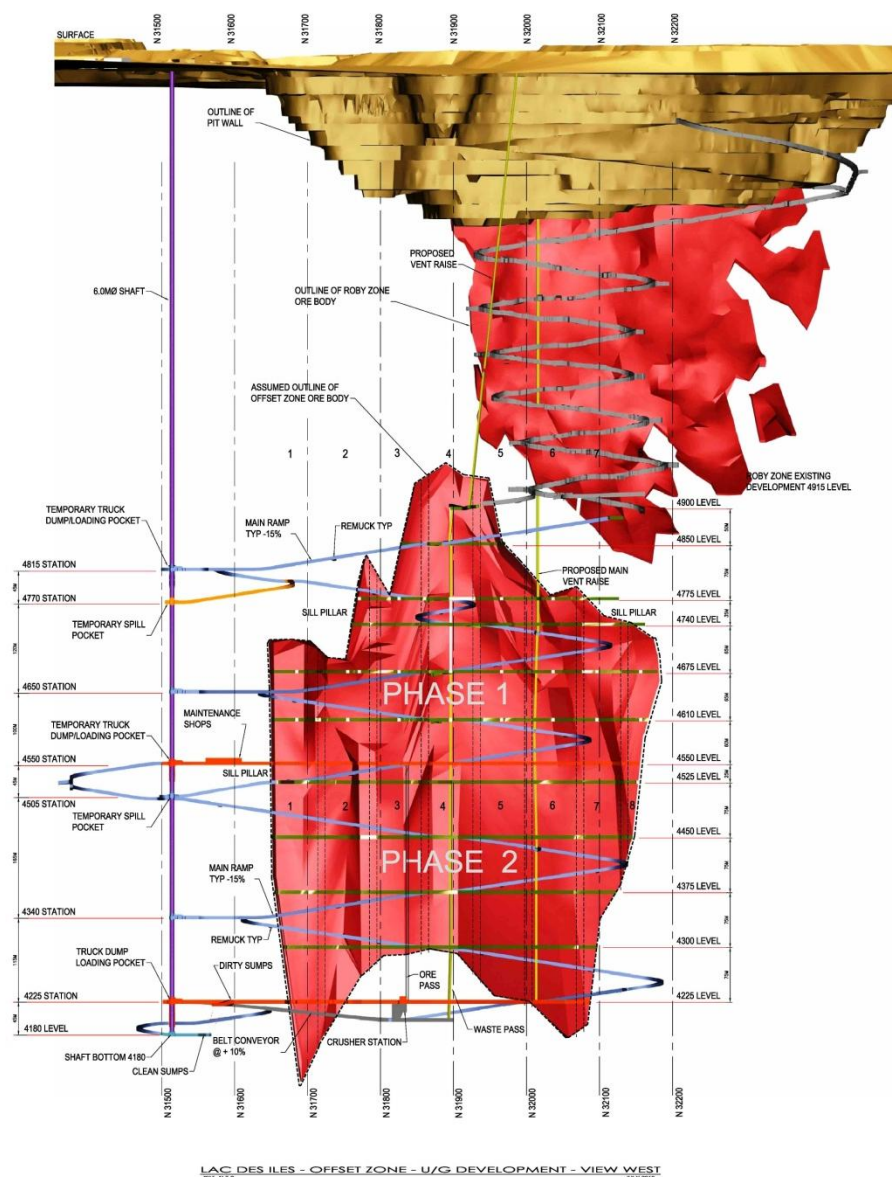 N 31500
N 31600
N 31700
N 31800
N 31900
N 32000
N 32100
N 32200
SURFACE
OUTLINE OF
PIT WALL
PROPOSED
VENT RAISE
6.0MØ SHAFT
OUTLINE OF ROBY ZONE
ORE BODY
ASSUMED OUTLINE OF
OFFSET ZONE ORE BODY
1
2
3
4
5
6
7
ROBY ZONE EXISTING
DEVELOPMENT 4915 LEVEL
TEMPORARY TRUCK
DUMP/LOADING POCKET
MAIN RAMP
TYP -15%
REMUCK TYP
4900 LEVEL
4850 LEVEL
4815 STATION
PROPOSED MAIN
VENT RAISE
4770 STATION
4775 LEVEL
TEMPORARY SPILL
POCKET
SILL PILLAR
SILL PILLAR
4740 LEVEL
4675 LEVEL
4650 STATION
PHASE 1
TEMPORARY TRUCK
DUMP/LOADING POCKET
MAINTENANCE
SHOPS
4610 LEVEL
4550 STATION
4550 LEVEL
SILL PILLAR
4525 LEVEL
4505 STATION
1
2
3
4
5
6
7
8
TEMPORARY SPILL
POCKET
4450 LEVEL
PHASE 2
MAIN RAMP
TYP -15%
4375 LEVEL
4340 STATION
REMUCK TYP
4300 LEVEL
TRUCK DUMP
LOADING POCKET
DIRTY SUMPS
ORE
PASS
4225 STATION
4225 LEVEL
WASTE PASS
4180 LEVEL
SHAFT BOTTOM 4180
CLEAN SUMPS
BELT CONVEYOR
@ + 10%
CRUSHER STATION
N 31500
N 31600
N 31700
N 31800
N 31900
N 32000
N 32100
N 32200
LAC DES ILES - OFFSET ZONE - U/G DEVELOPMENT - VIEW WEST